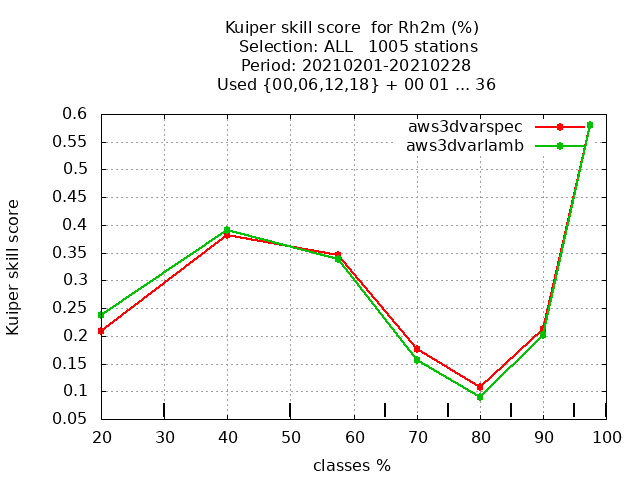 Kuiper skill score  for Rh2m (%)
Selection: ALL   1005 stations
Period: 20210201-20210228
Used {00,06,12,18} + 00 01 ... 36
aws3dvarspec
aws3dvarlamb
0.6
0.55
0.5
0.45
0.4
0.35
0.3
0.25
0.2
0.15
0.1
0.05
Kuiper skill score
20 30 40 50 60 70 80 90 100
classes %